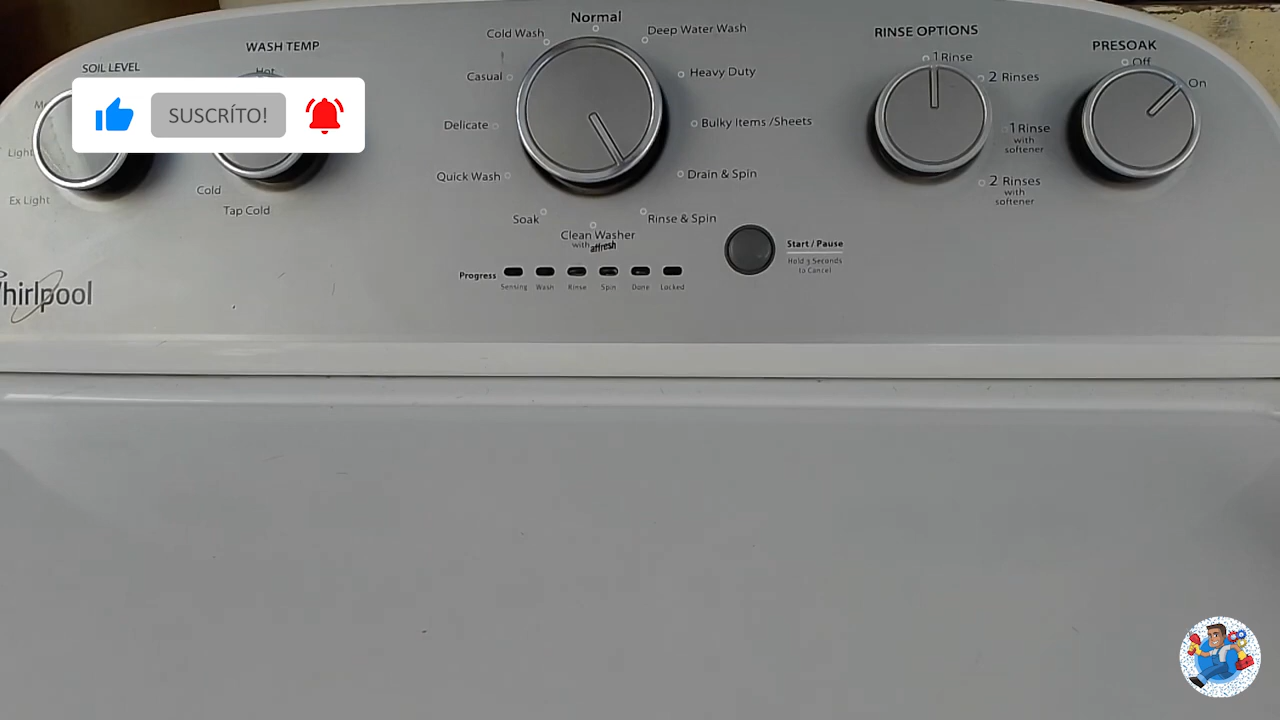 SOIL LEVEL
Light
Ex Light
WASH TEMP
Hot
Cold
Tap Cold
SUSCRÍTO!
Normal
Cold Wash
Deep Water Wash
Casual
Heavy Duty
Delicate
Bulky Items /Sheets
Quick Wash
Drain & Spin
Soak
Rinse & Spin
Clean Washer
with affresh
Progress
Sensing Wash Rinse Spin Done Locked
Start / Pause
Hold 3 Seconds
to Cancel
RINSE OPTIONS
1 Rinse
2 Rinses
1 Rinse
with
softener
2 Rinses
with
softener
PRESOAK
Off
On
Whirlpool